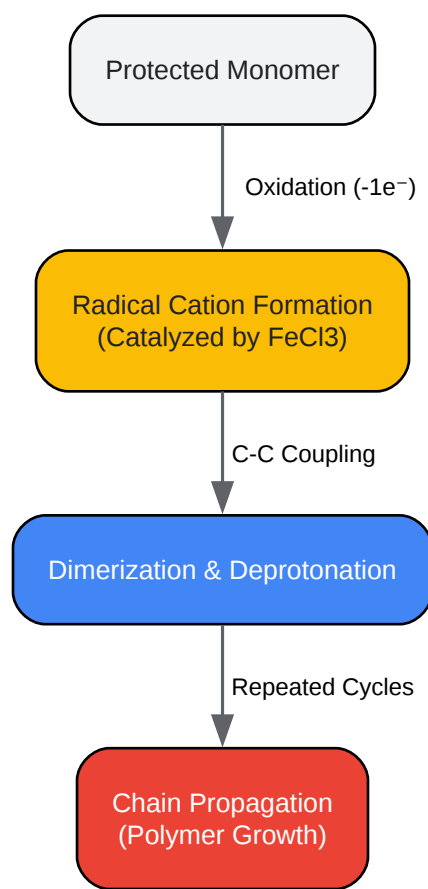 Protected Monomer
Oxidation (-1e⁻)
Radical Cation Formation
(Catalyzed by FeCl3)
C-C Coupling
Dimerization & Deprotonation
Repeated Cycles
Chain Propagation
(Polymer Growth)